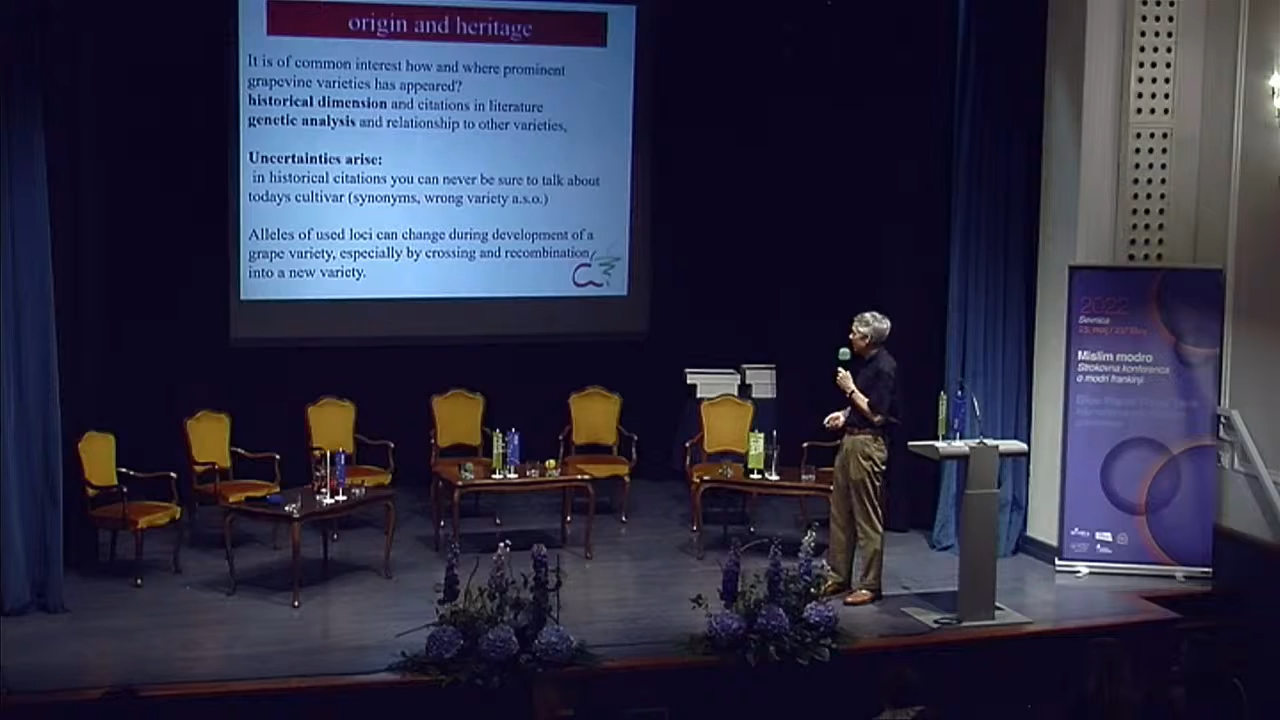 origin and heritage
It is of common interest how and where prominent
grapevine varieties has appeared?
historical dimension and citations in literature
genetic analysis and relationship to other varieties,
Uncertainties arise:
in historical citations you can never be sure to talk about
todays cultivar (synonyms, wrong variety a.s.o.)
Alleles of used loci can change during development of a
grape variety, especially by crossing and recombination
into a new variety.
2022
Sevnica
Mislim modro
Strokovna konferenca
o modri frankinji